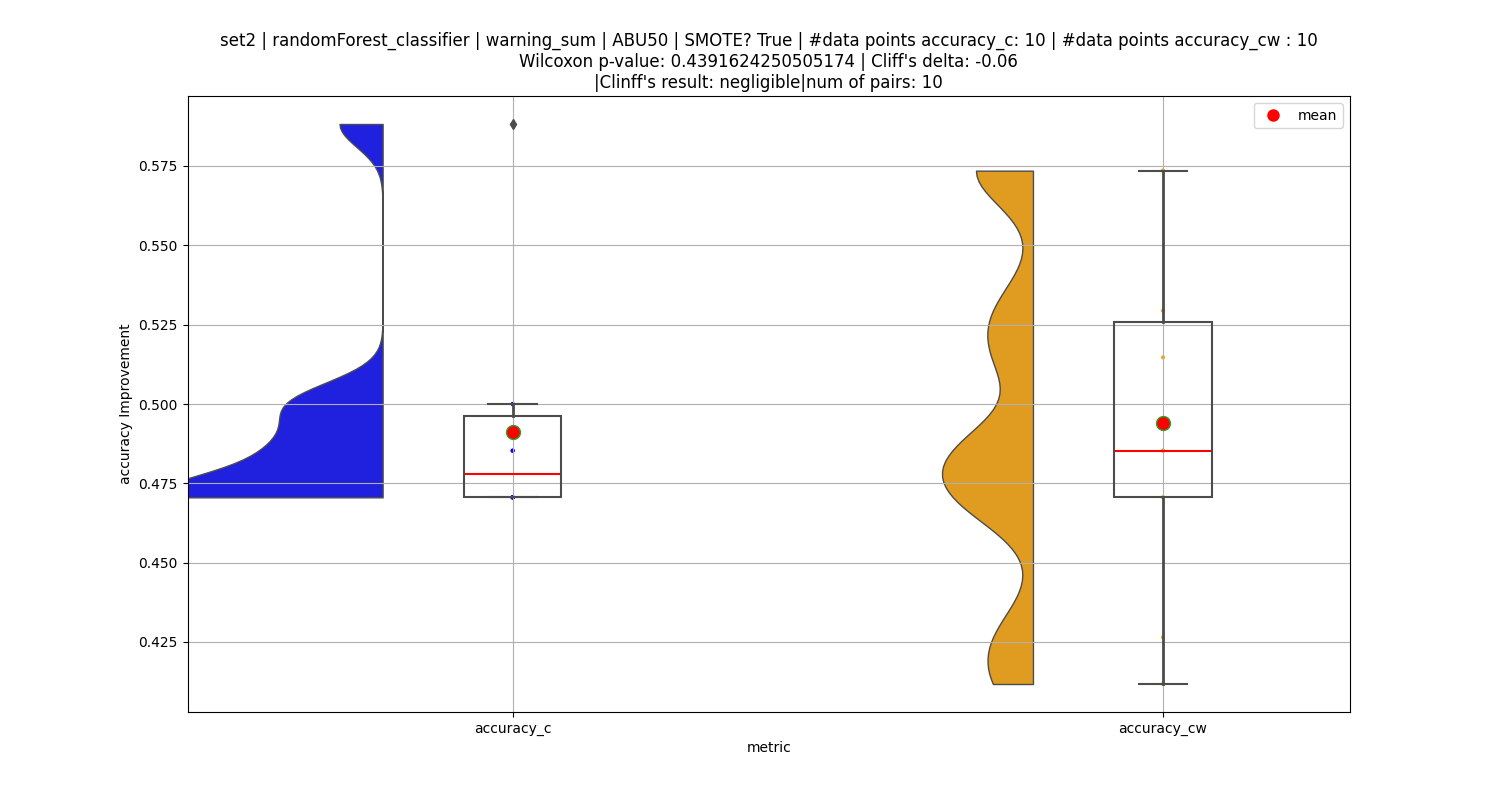 set2 | randomForest_classifier | warning_sum | ABU50 | SMOTE? True | #data points accuracy_c: 10 | #data points accuracy_cw : 10
Wilcoxon p-value: 0.4391624250505174 | Cliff's delta: -0.06
|Clinff's result: negligible|num of pairs: 10
mean
0.575
0.550
0.525
0.500
0.475
0.450
0.425
accuracy Improvement
accuracy_c
accuracy_cw
metric